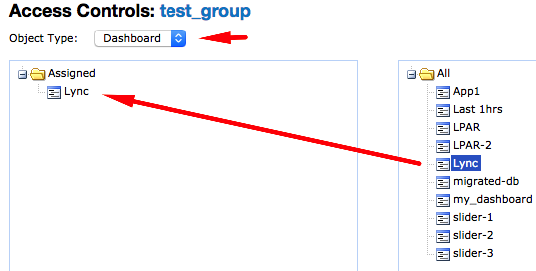 Access Controls: test_group
Object Type: Dashboard
Assigned
Lync
All
App1
Last 1hrs
LPAR
LPAR-2
Lync
migrated-db
my_dashboard
slider-1
slider-2
slider-3